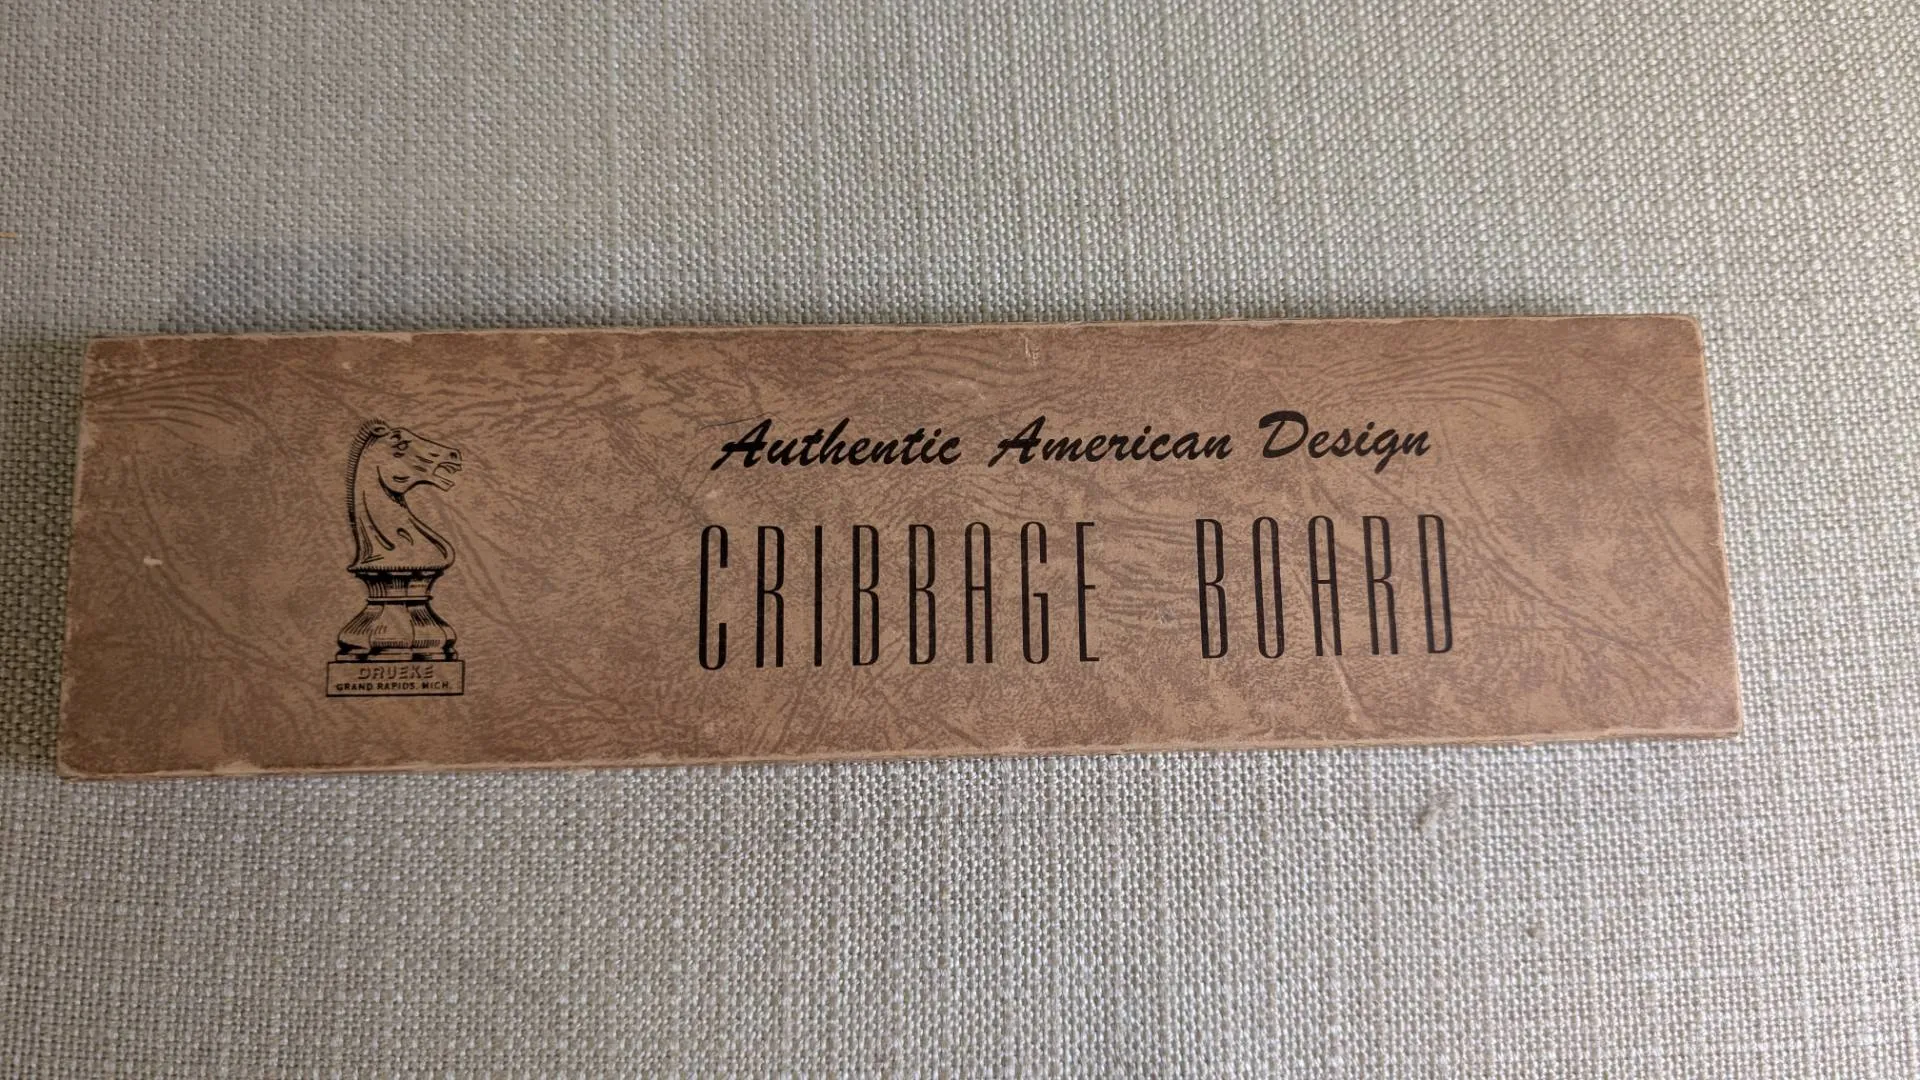 Authentic American Design
CRIBBAGE BOARD
DRUEKE
GRAND RAPIDS, MICH.